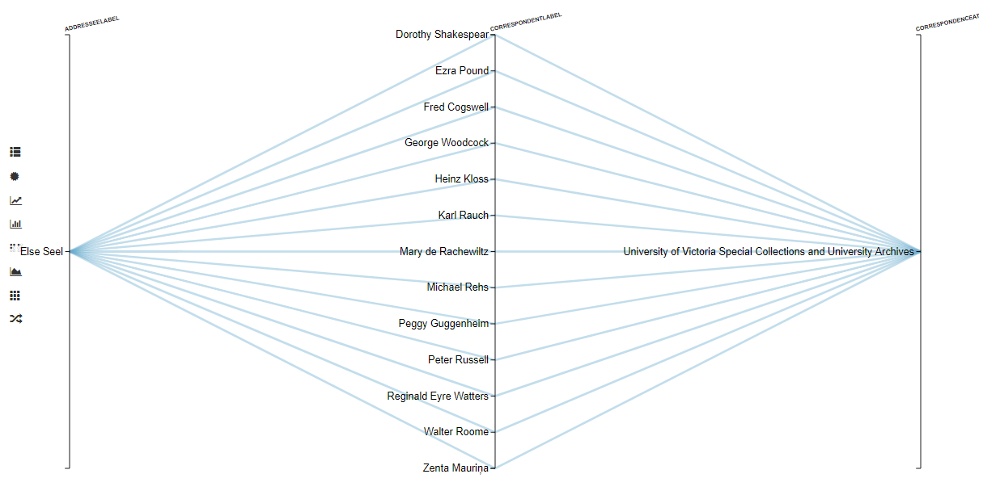 ADDRESSEELABEL
CORRESPONDENTLABEL
CORRESPONDENCEAT
Dorothy Shakespear
Ezra Pound
Fred Cogswell
George Woodcock
Heinz Kloss
Karl Rauch
Else Seel
Mary de Rachewiltz
University of Victoria Special Collections and University Archives
Michael Rehs
Peggy Guggenheim
Peter Russell
Reginald Eyre Watters
Walter Roome
Zenta Mauriņa